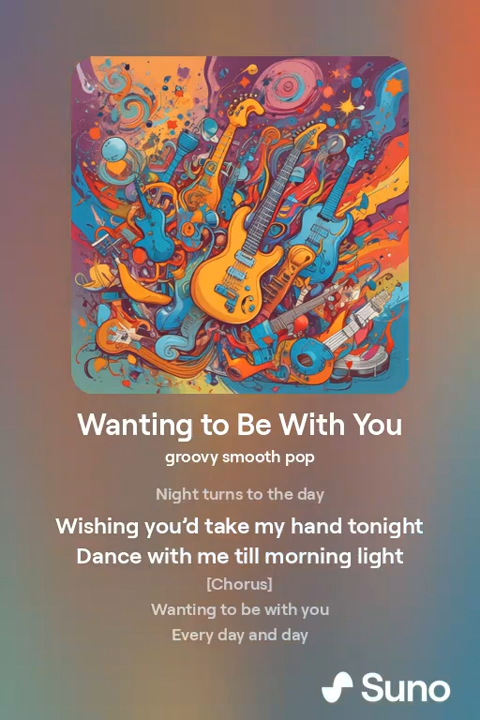 Wanting to Be With You
groovy smooth pop
Night turns to the day
Wishing you’d take my hand tonight
Dance with me till morning light
[Chorus]
Wanting to be with you
Every day and day
Suno